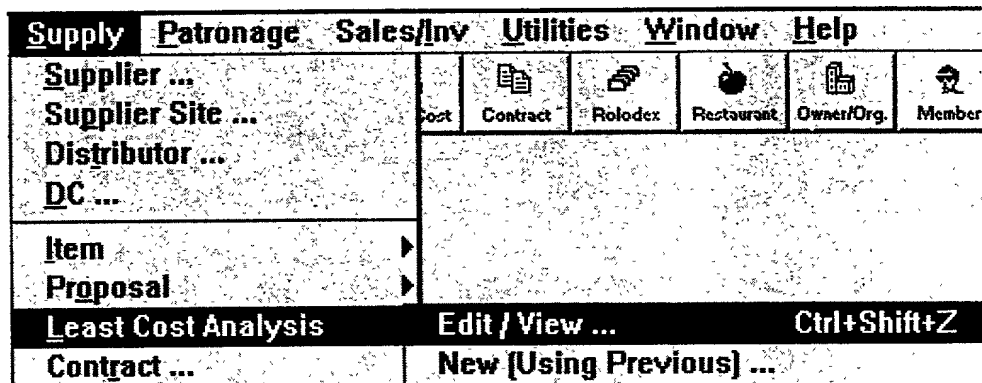 Supply Patronage Sales/Inv Utilities Window Help
Supplier ...
Supplier Site ...
Distributor ...
DC ...
Cost Contract Rolodex Restaurant Owner/Org. Member
Item
Proposal
Least Cost Analysis Edit / View ... Ctrl+Shift+Z
Contract ... New (Using Previous) ...